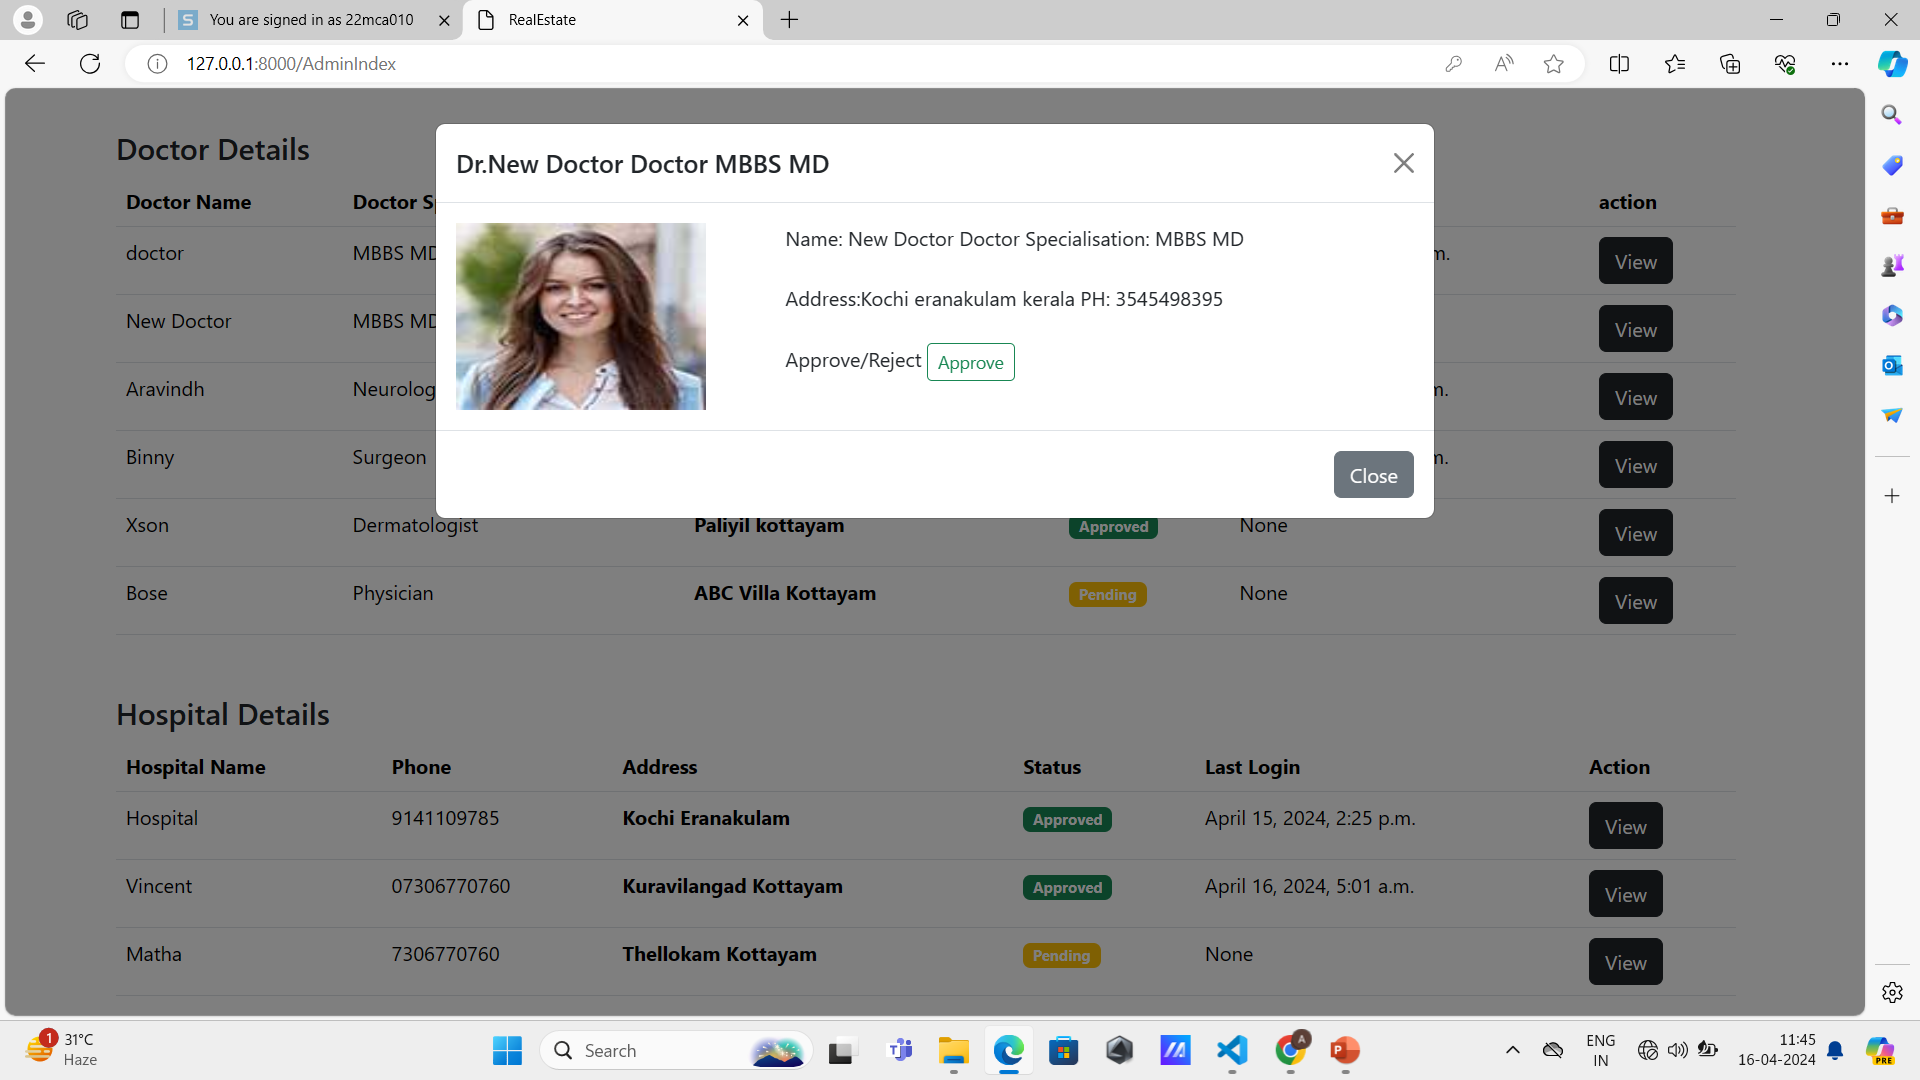 You are signed in as 22mca010
RealEstate
127.0.0.1:8000/AdminIndex
Doctor Details
Doctor Name Doctor Sp action
doctor MBBS MD m. View
New Doctor MBBS MD View
Aravindh Neurolog m. View
Binny Surgeon m. View
Xson Dermatologist Paliyil kottayam Approved None View
Bose Physician ABC Villa Kottayam Pending None View
Dr.New Doctor Doctor MBBS MD
Name: New Doctor Doctor Specialisation: MBBS MD
Address:Kochi eranakulam kerala PH: 3545498395
Approve/Reject Approve
Close
Hospital Details
Hospital Name Phone Address Status Last Login Action
Hospital 9141109785 Kochi Eranakulam Approved April 15, 2024, 2:25 p.m. View
Vincent 07306770760 Kuravilangad Kottayam Approved April 16, 2024, 5:01 a.m. View
Matha 7306770760 Thellokam Kottayam Pending None View
1 31°C
Haze
Search
A
P
ENG
IN
11:45
16-04-2024
PRE